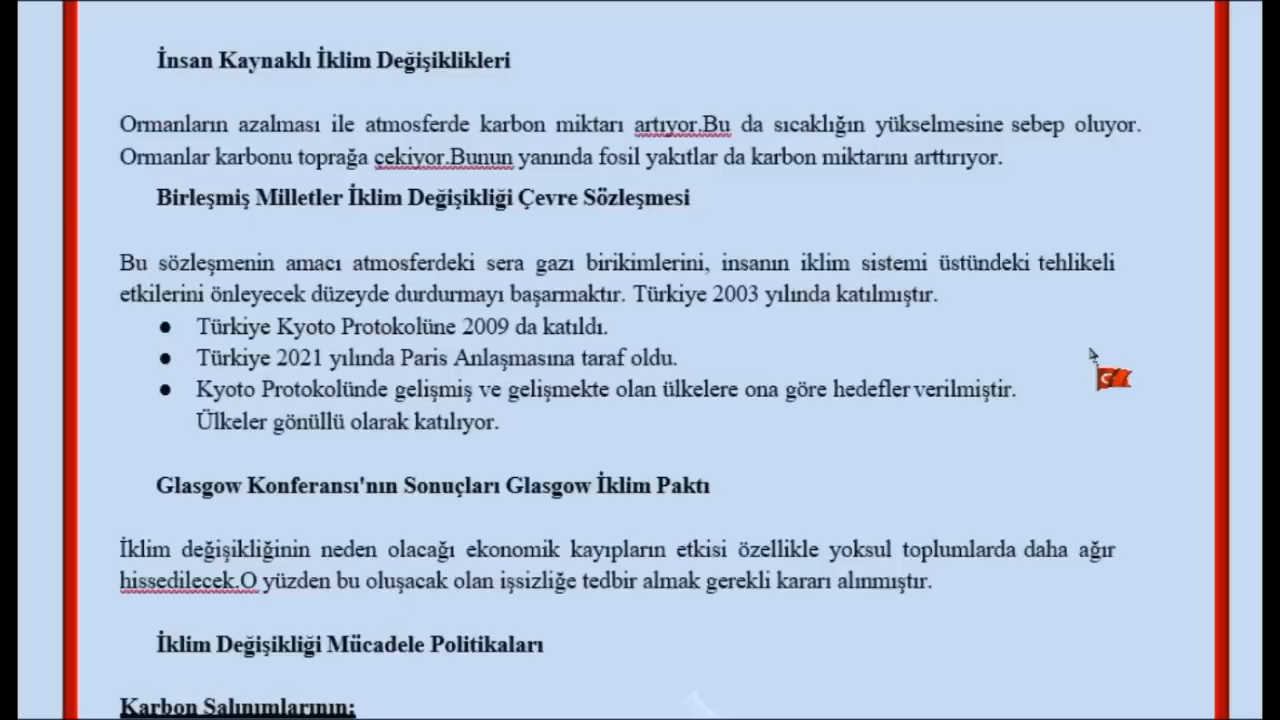 İnsan Kaynaklı İklim Değişiklikleri
Ormanların azalması ile atmosferde karbon miktarı artıyor.Bu da sıcaklığın yükselmesine sebep oluyor.
Ormanlar karbonu toprağa çekiyor.Bunun yanında fosil yakıtlar da karbon miktarını arttırıyor.
Birleşmiş Milletler İklim Değişikliği Çevre Sözleşmesi
Bu sözleşmenin amacı atmosferdeki sera gazı birikimlerini, insanın iklim sistemi üstündeki tehlikeli
etkilerini önleyecek düzeyde durdurmayı başarmaktır. Türkiye 2003 yılında katılmıştır.
● Türkiye Kyoto Protokolüne 2009 da katıldı.
● Türkiye 2021 yılında Paris Anlaşmasına taraf oldu.
● Kyoto Protokolünde gelişmiş ve gelişmekte olan ülkelere ona göre hedefler verilmiştir.
Ülkeler gönüllü olarak katılıyor.
Glasgow Konferansı'nın Sonuçları Glasgow İklim Paktı
İklim değişikliğinin neden olacağı ekonomik kayıpların etkisi özellikle yoksul toplumlarda daha ağır
hissedilecek.O yüzden bu oluşacak olan işsizliğe tedbir almak gerekli kararı alınmıştır.
İklim Değişikliği Mücadele Politikaları
Karbon Salınımlarının: